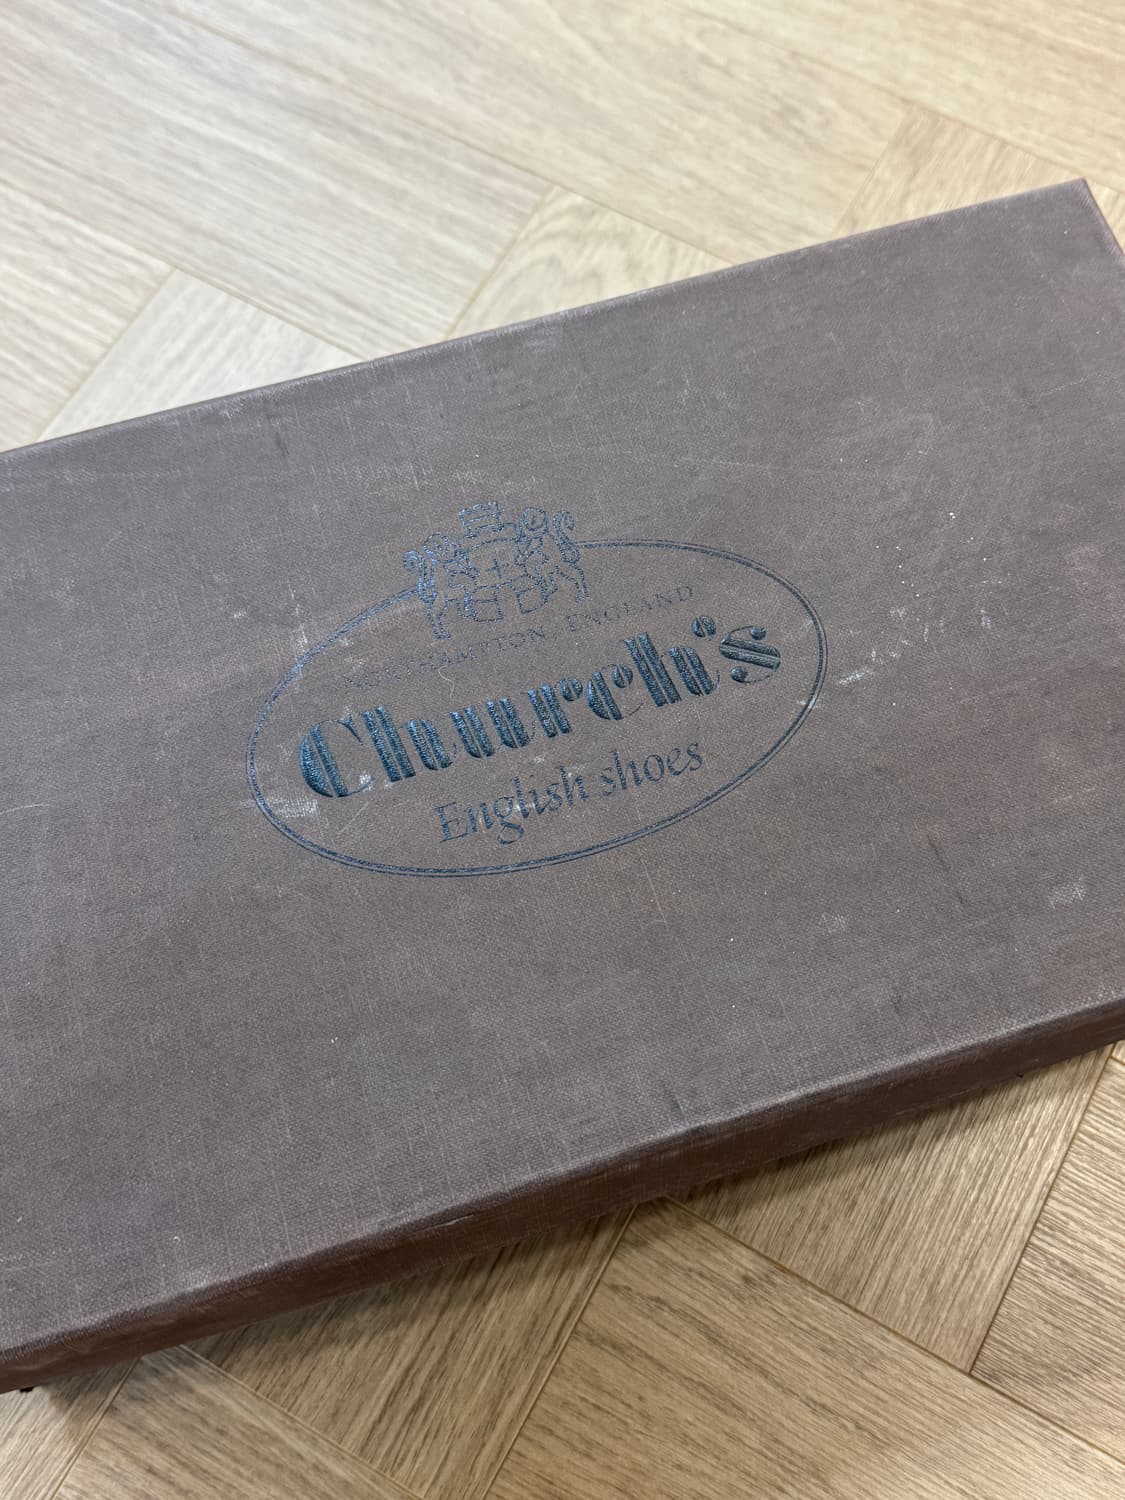 NORTHAMPTON · ENGLAND
Church's
English shoes